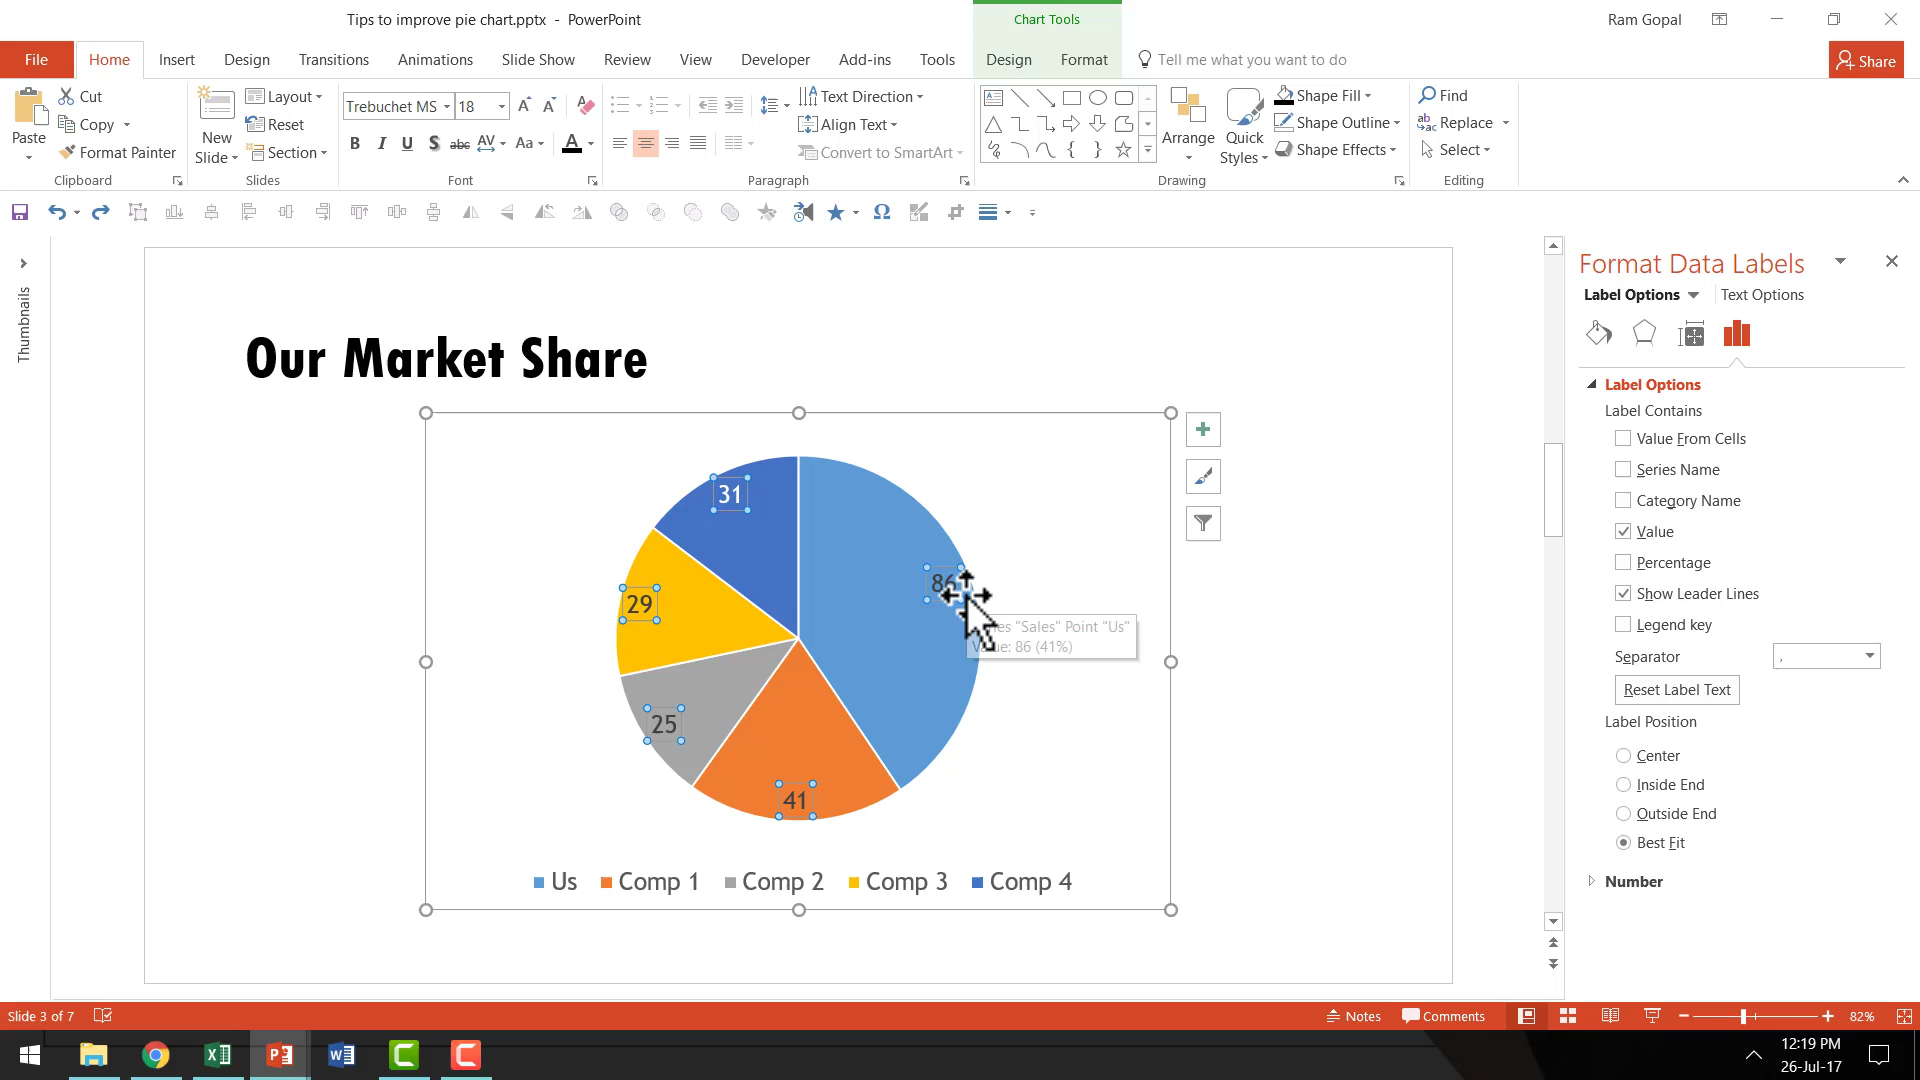 Tips to improve pie chart.pptx - PowerPoint
Chart Tools
Ram Gopal
File
Home
Insert
Design
Transitions
Animations
Slide Show
Review
View
Developer
Add-ins
Tools
Design
Format
Tell me what you want to do
Share
Paste
Cut
Copy
Format Painter
Clipboard
New
Slide
Layout
Reset
Section
Slides
Trebuchet MS
18
B I U S abc AV Aa A
Font
Text Direction
Align Text
Convert to SmartArt
Paragraph
Arrange
Quick
Styles
Shape Fill
Shape Outline
Shape Effects
Drawing
Find
Replace
Select
Editing
Thumbnails
Our Market Share
31
86
29
25
41
"Sales" Point "Us"
86 (41%)
Us
Comp 1
Comp 2
Comp 3
Comp 4
Format Data Labels
Label Options
Text Options
Label Options
Label Contains
Value From Cells
Series Name
Category Name
Value
Percentage
Show Leader Lines
Legend key
Separator
,
Reset Label Text
Label Position
Center
Inside End
Outside End
Best Fit
Number
Slide 3 of 7
Notes
Comments
82%
12:19 PM
26-Jul-17